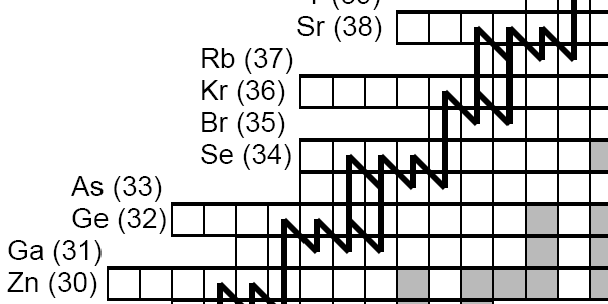 Sr (38)
Rb (37)
Kr (36)
Br (35)
Se (34)
As (33)
Ge (32)
Ga (31)
Zn (30)